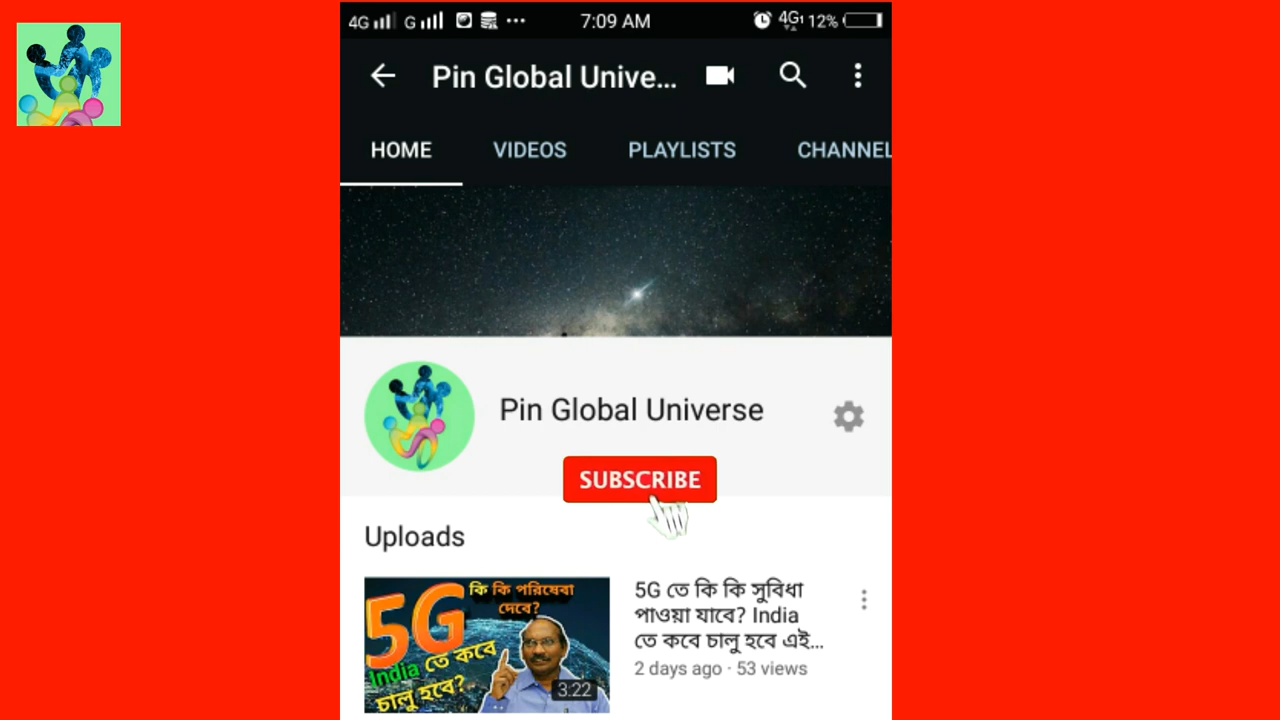 4G G ... 7:09 AM 4G1 12%
Pin Global Unive...
HOME VIDEOS PLAYLISTS CHANNEL
Pin Global Universe
SUBSCRIBE
Uploads
5G কি কি পরিষেবা
দেবে?
India তে কবে
চালু হবে?
3:22
5G তে কি কি সুবিধা
পাওয়া যাবে? India
তে কবে চালু হবে এই...
2 days ago · 53 views